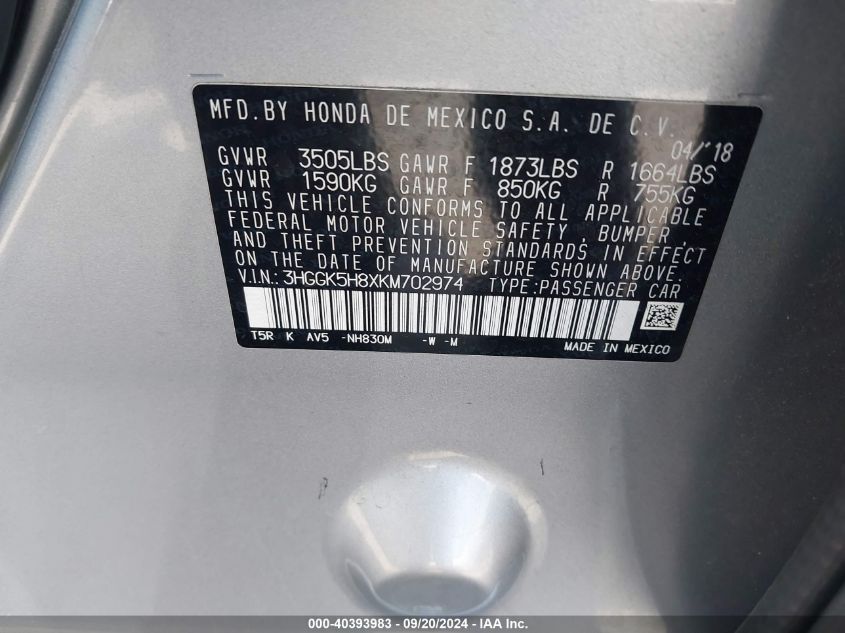 MFD.BY HONDA DE MEXICO S.A. DE C.V.
04/'18
GVWR 3505LBS GAWR F 1873LBS R 1664LBS
GVWR 1590KG GAWR F 850KG R 755KG
THIS VEHICLE CONFORMS TO ALL APPLICABLE
FEDERAL MOTOR VEHICLE SAFETY, BUMPER,
AND THEFT PREVENTION STANDARDS IN EFFECT
ON THE DATE OF MANUFACTURE SHOWN ABOVE.
V.I.N.: 3HGGK5H8XKM702974 TYPE:PASSENGER CAR
T5R K AV5 -NH830M -W -M
MADE IN MEXICO
000-40393983 / 09/20/2024 - IAA Inc.